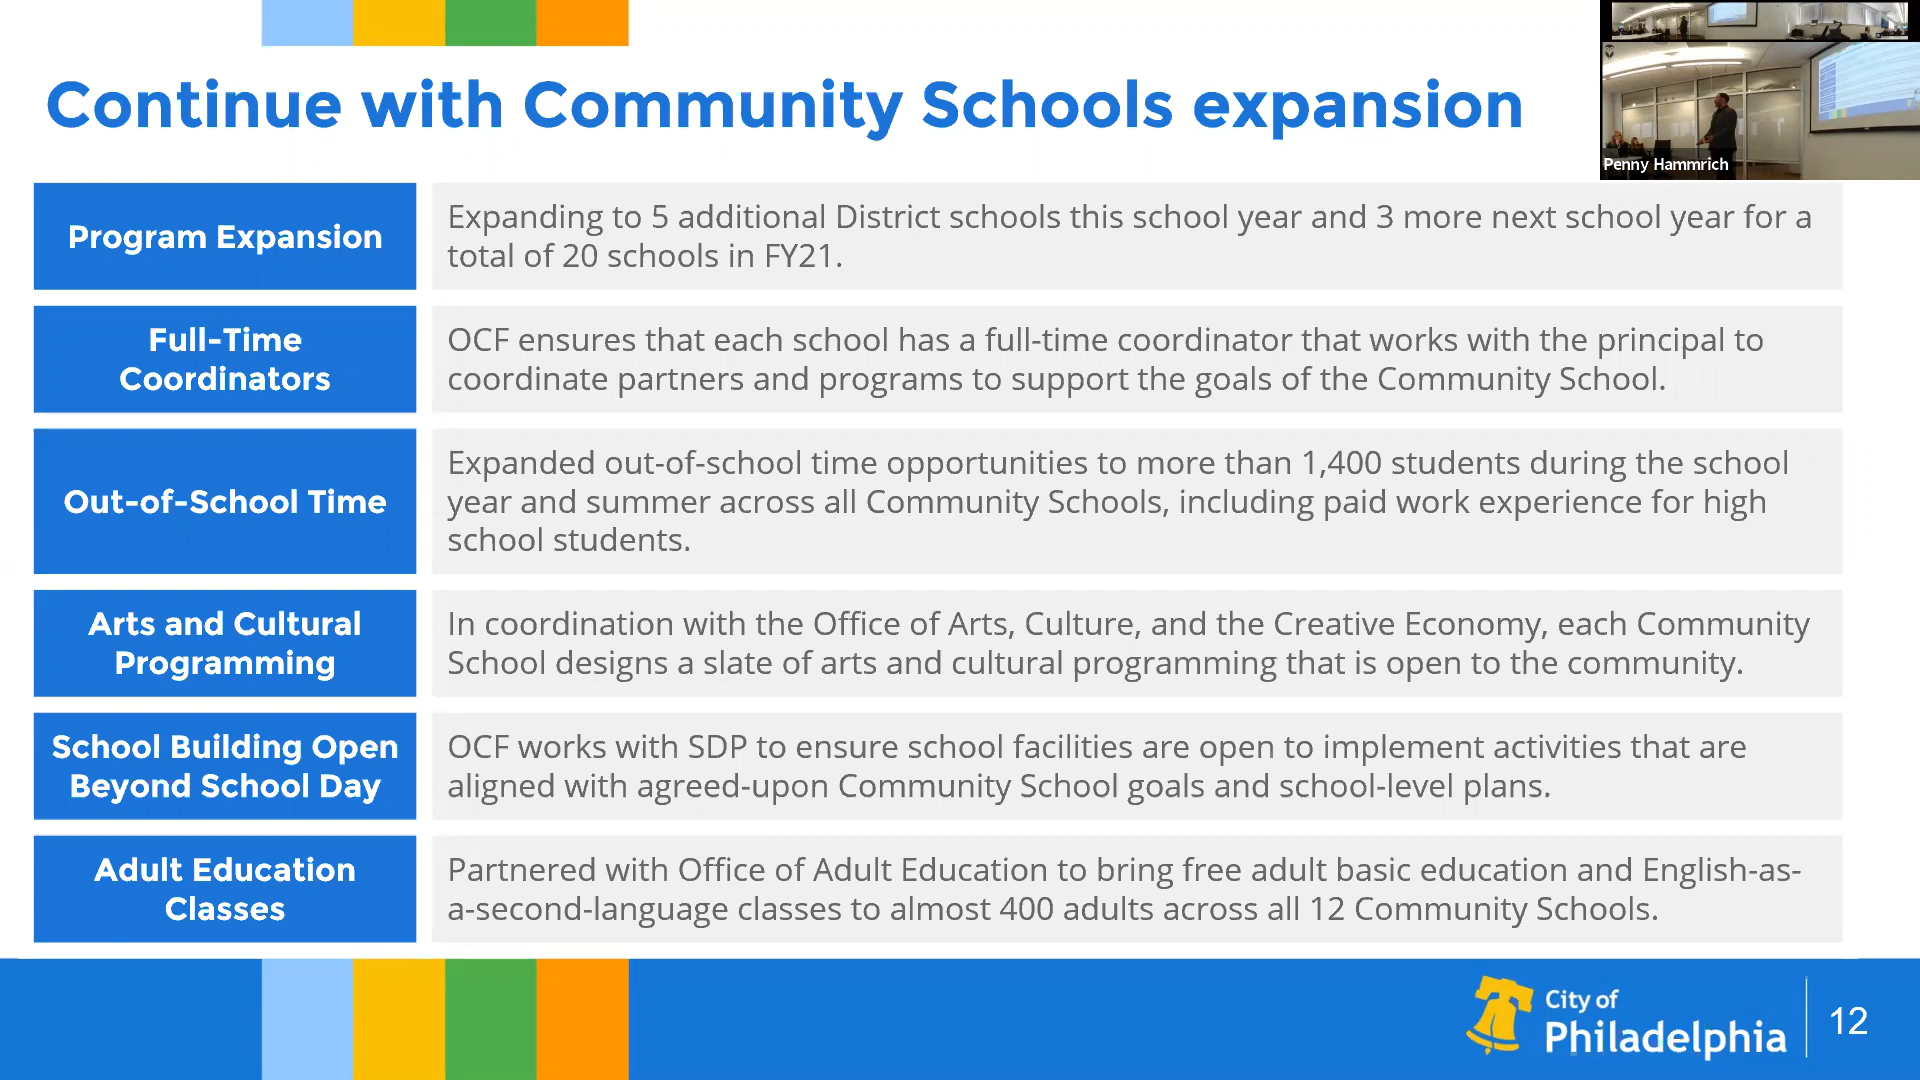 Continue with Community Schools expansion
Penny Hammrich
Program Expansion
Expanding to 5 additional District schools this school year and 3 more next school year for a
total of 20 schools in FY21.
Full-Time
Coordinators
OCF ensures that each school has a full-time coordinator that works with the principal to
coordinate partners and programs to support the goals of the Community School.
Out-of-School Time
Expanded out-of-school time opportunities to more than 1,400 students during the school
year and summer across all Community Schools, including paid work experience for high
school students.
Arts and Cultural
Programming
In coordination with the Office of Arts, Culture, and the Creative Economy, each Community
School designs a slate of arts and cultural programming that is open to the community.
School Building Open
Beyond School Day
OCF works with SDP to ensure school facilities are open to implement activities that are
aligned with agreed-upon Community School goals and school-level plans.
Adult Education
Classes
Partnered with Office of Adult Education to bring free adult basic education and English-as-
a-second-language classes to almost 400 adults across all 12 Community Schools.
City of
Philadelphia
12